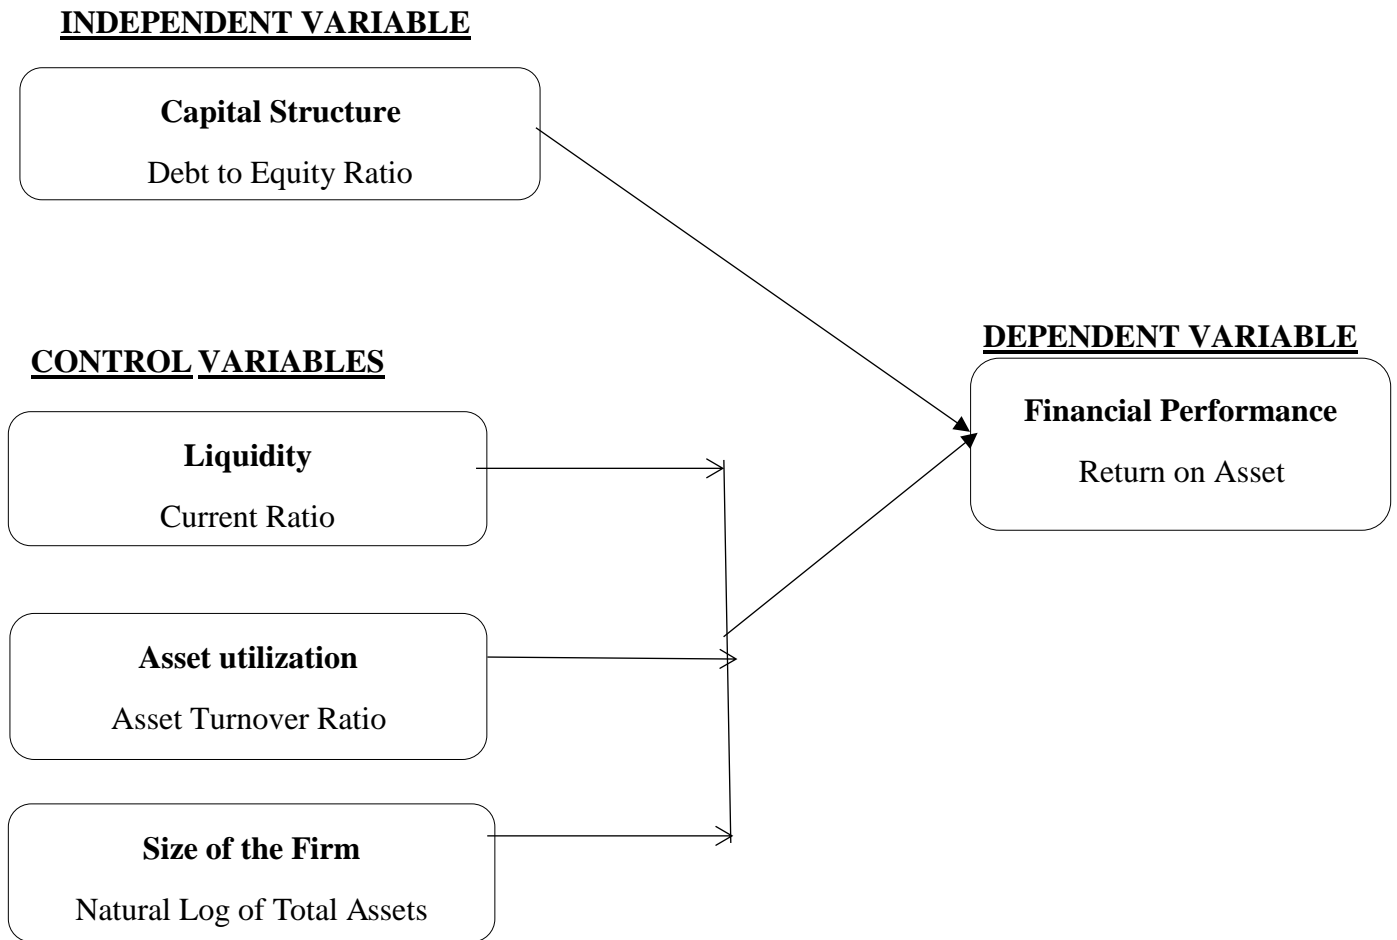 INDEPENDENT VARIABLE
Capital Structure
Debt to Equity Ratio
CONTROL VARIABLES
Liquidity
Current Ratio
Asset utilization
Asset Turnover Ratio
Size of the Firm
Natural Log of Total Assets
DEPENDENT VARIABLE
Financial Performance
Return on Asset